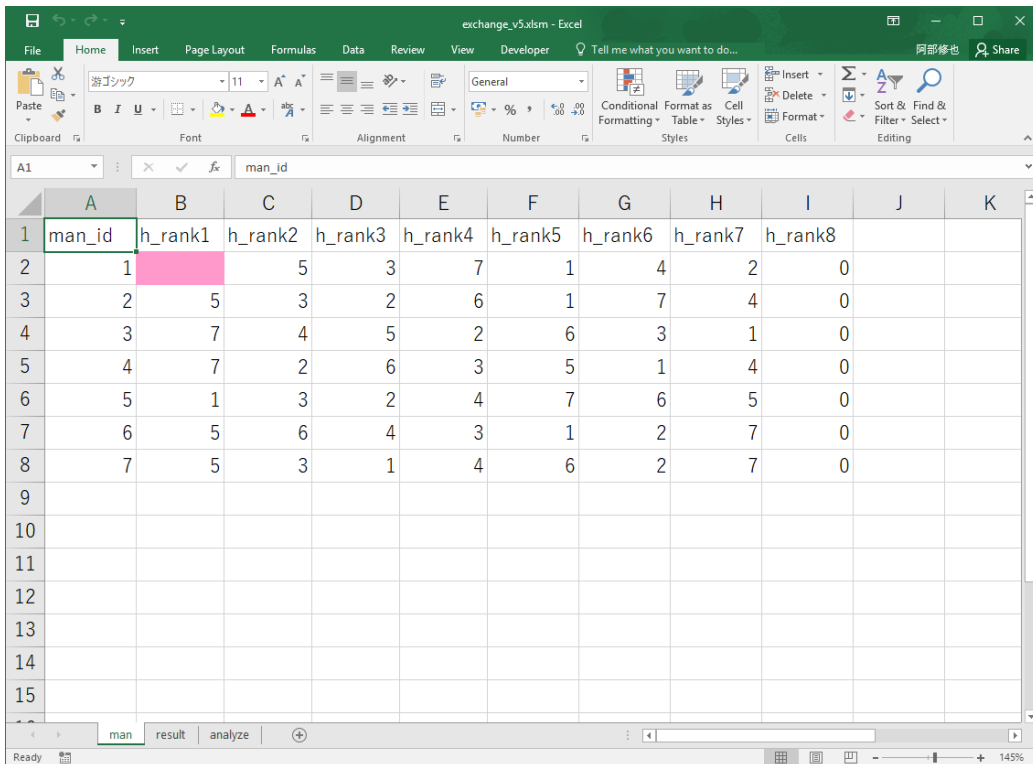 exchange_v5.xlsm - Excel
File Home Insert Page Layout Formulas Data Review View Developer Tell me what you want to do... 阿部修也 Share
Paste
游ゴシック 11 A A
General
B I U abc A
% , .0 .00 .00 .0
Conditional Formatting Format as Table Cell Styles
Insert
Delete
Format
Sort & Filter Find & Select
Clipboard Font Alignment Number Styles Cells Editing
A1 fx man_id
A B C D E F G H I J K
1 man_id h_rank1 h_rank2 h_rank3 h_rank4 h_rank5 h_rank6 h_rank7 h_rank8
2 1 5 3 7 1 4 2 0
3 2 5 3 2 6 1 7 4 0
4 3 7 4 5 2 6 3 1 0
5 4 7 2 6 3 5 1 4 0
6 5 1 3 2 4 7 6 5 0
7 6 5 6 4 3 1 2 7 0
8 7 5 3 1 4 6 2 7 0
9
10
11
12
13
14
15
man result analyze
Ready 145%